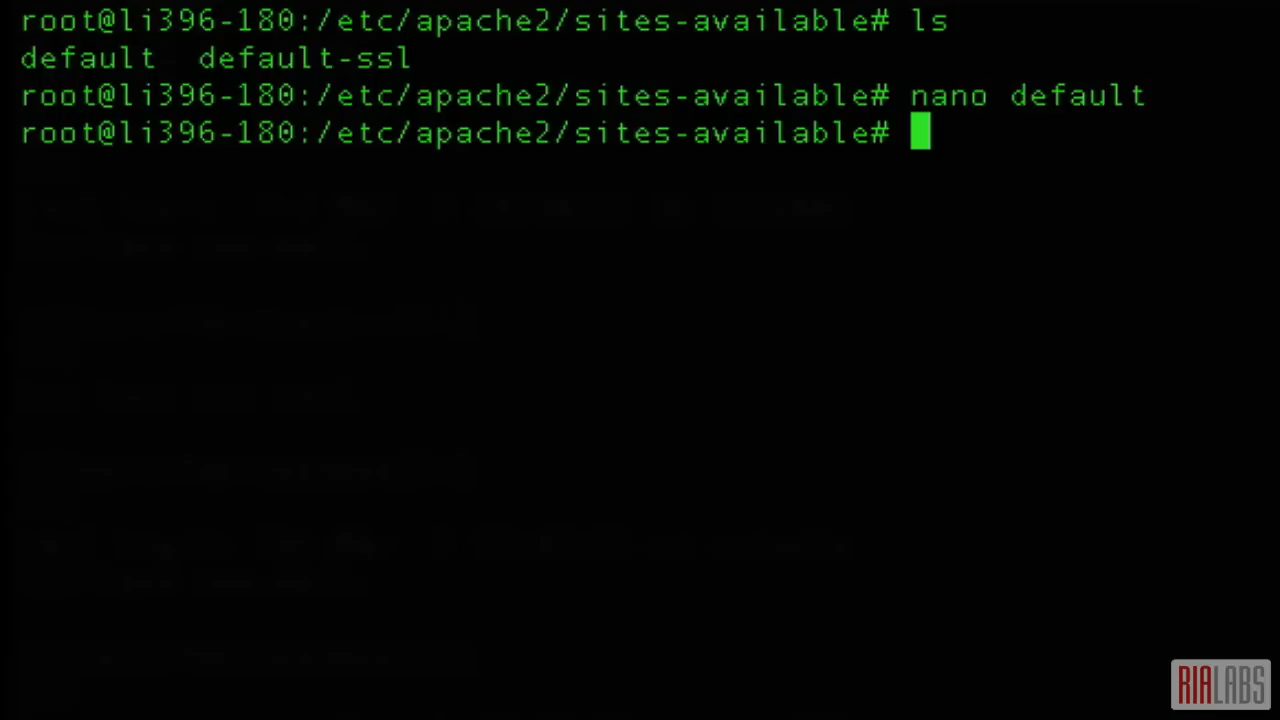 root@li396-180:/etc/apache2/sites-available# ls
default  default-ssl
root@li396-180:/etc/apache2/sites-available# nano default
root@li396-180:/etc/apache2/sites-available#
RIALABS